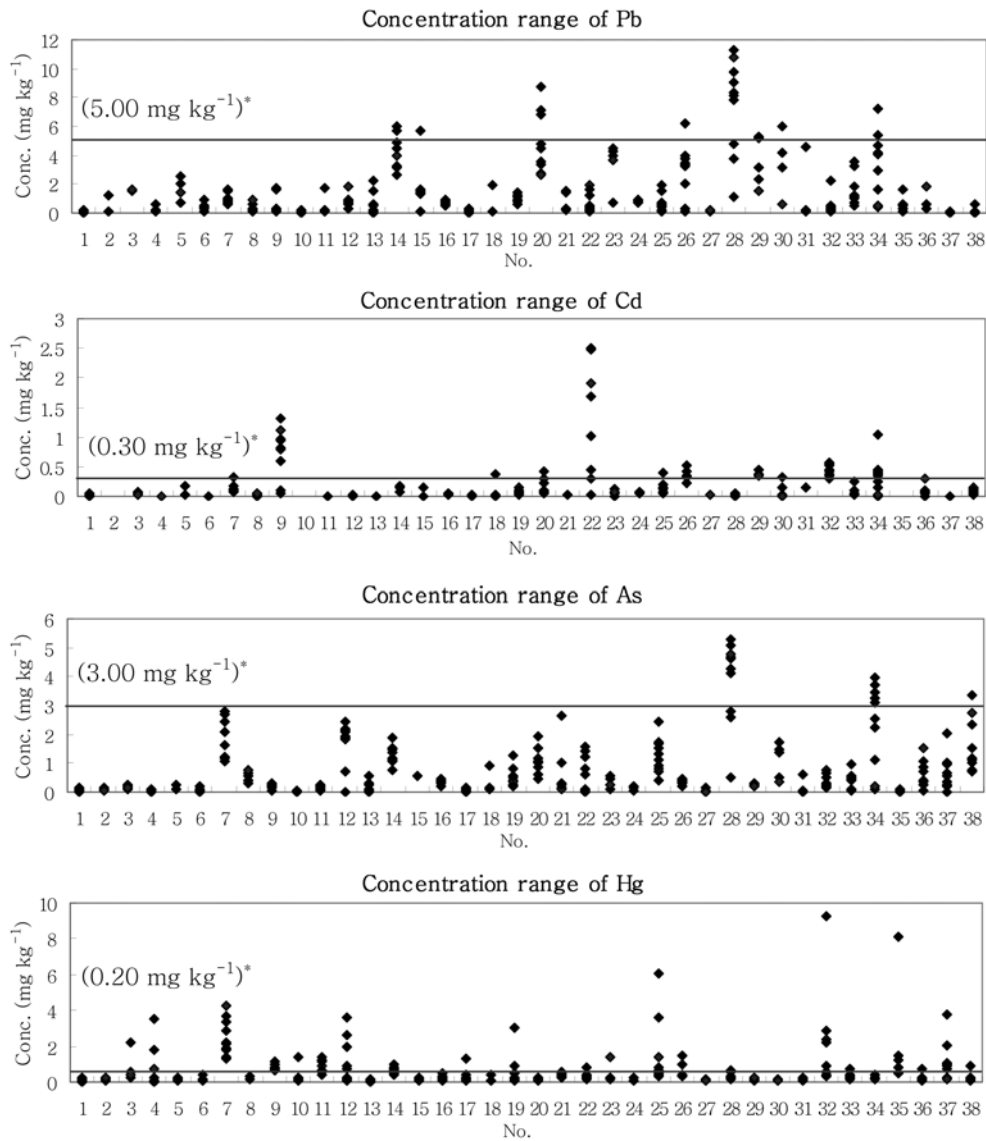 Concentration range of Pb
Conc. (mg kg⁻¹)
12
10
8
6
4
2
0
(5.00 mg kg⁻¹)*
1 2 3 4 5 6 7 8 9 10 11 12 13 14 15 16 17 18 19 20 21 22 23 24 25 26 27 28 29 30 31 32 33 34 35 36 37 38
No.
Concentration range of Cd
Conc. (mg kg⁻¹)
3
2.5
2
1.5
1
0.5
0
(0.30 mg kg⁻¹)*
1 2 3 4 5 6 7 8 9 10 11 12 13 14 15 16 17 18 19 20 21 22 23 24 25 26 27 28 29 30 31 32 33 34 35 36 37 38
No.
Concentration range of As
Conc. (mg kg⁻¹)
6
5
4
3
2
1
0
(3.00 mg kg⁻¹)*
1 2 3 4 5 6 7 8 9 10 11 12 13 14 15 16 17 18 19 20 21 22 23 24 25 26 27 28 29 30 31 32 33 34 35 36 37 38
No.
Concentration range of Hg
Conc. (mg kg⁻¹)
10
8
6
4
2
0
(0.20 mg kg⁻¹)*
1 2 3 4 5 6 7 8 9 10 11 12 13 14 15 16 17 18 19 20 21 22 23 24 25 26 27 28 29 30 31 32 33 34 35 36 37 38
No.